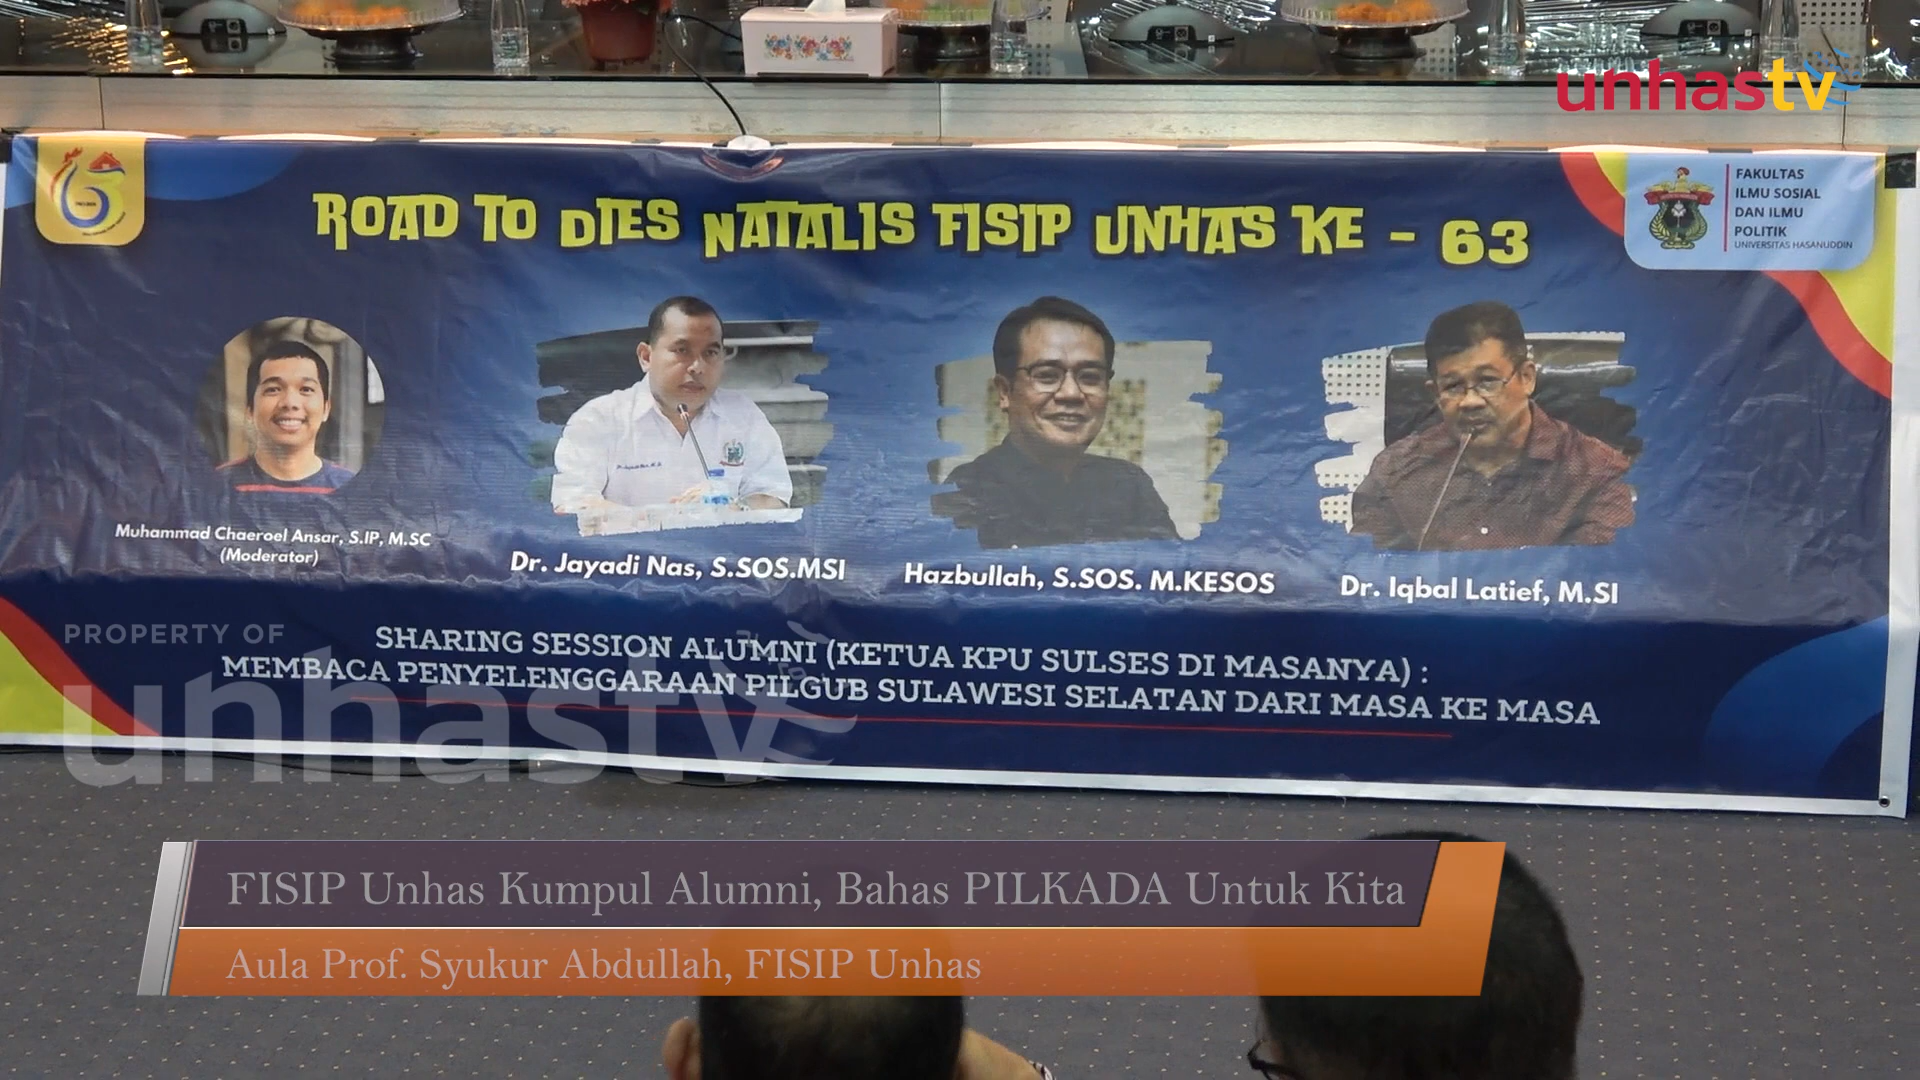 unhastv
ROAD TO DIES NATALIS FISIP UNHAS KE - 63
FAKULTAS
ILMU SOSIAL
DAN ILMU
POLITIK
UNIVERSITAS HASANUDDIN
Muhammad Chaeroel Ansar, S.IP, M.SC
(Moderator)
Dr. Jayadi Nas, S.SOS.MSI
Hazbullah, S.SOS. M.KESOS
Dr. Iqbal Latief, M.SI
SHARING SESSION ALUMNI (KETUA KPU SULSES DI MASANYA) :
MEMBACA PENYELENGGARAAN PILGUB SULAWESI SELATAN DARI MASA KE MASA
PROPERTY OF
unhastv
FISIP Unhas Kumpul Alumni, Bahas PILKADA Untuk Kita
Aula Prof. Syukur Abdullah, FISIP Unhas